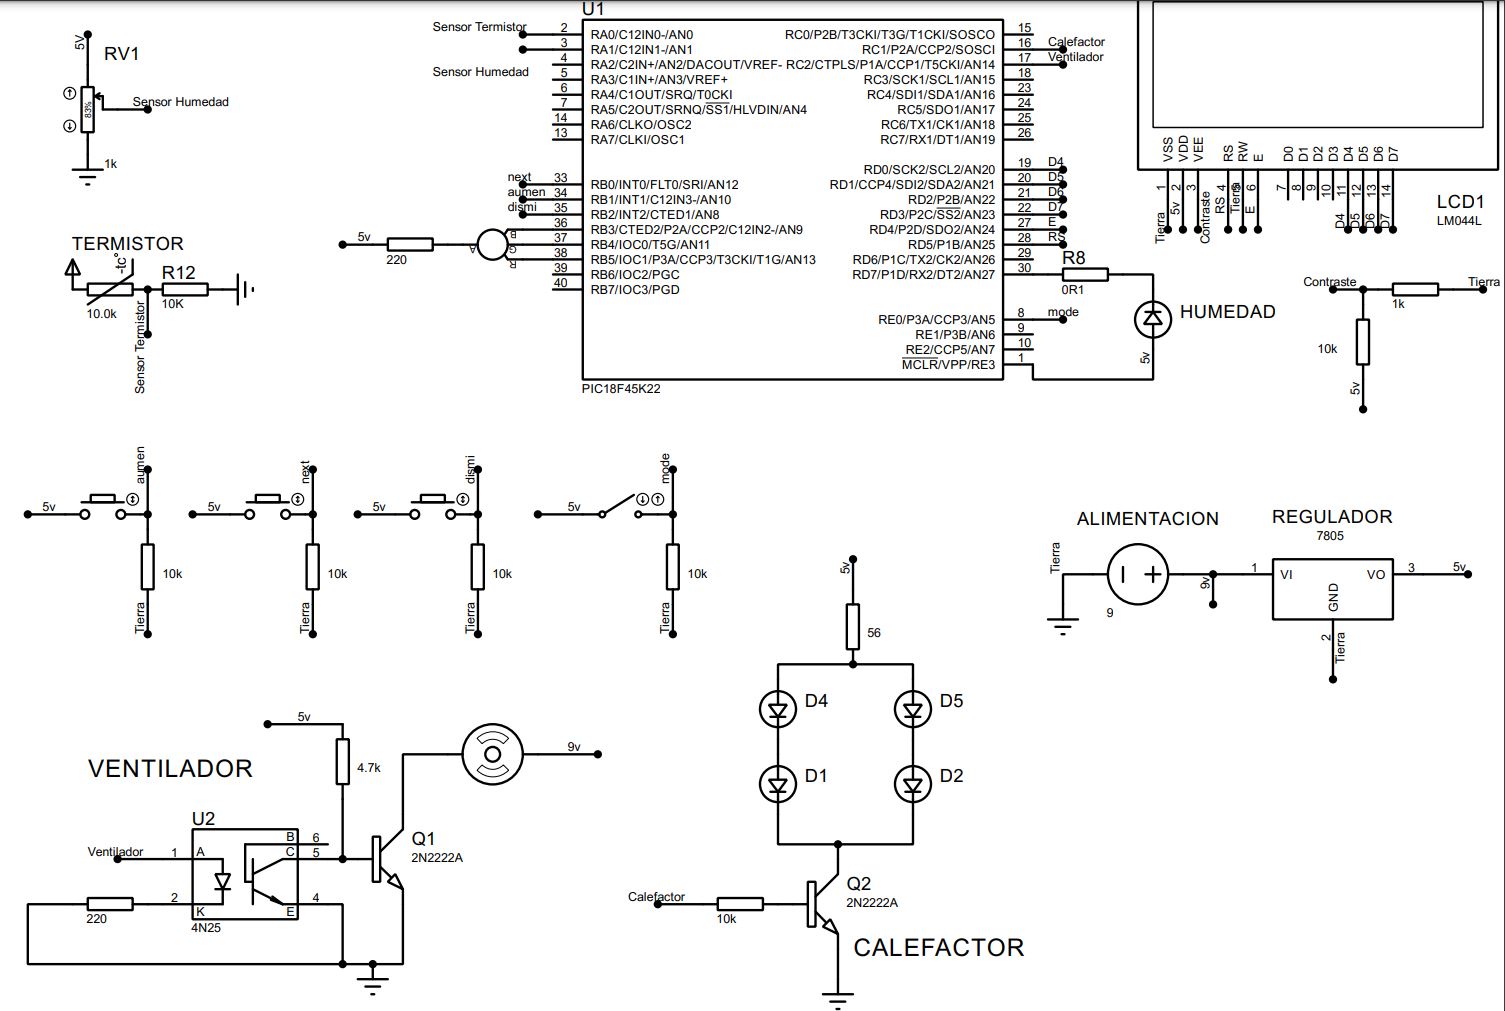 RV1
5V
83%
Sensor Humedad
1k
TERMISTOR
-tc°
10.0k
R12
10K
Sensor Termistor
U1
Sensor Termistor
Sensor Humedad
2 RA0/C12IN0-/AN0
3 RA1/C12IN1-/AN1
4 RA2/C2IN+/AN2/DACOUT/VREF-
5 RA3/C1IN+/AN3/VREF+
6 RA4/C1OUT/SRQ/T0CKI
7 RA5/C2OUT/SRNQ/SS1/HLVDIN/AN4
14 RA6/CLKO/OSC2
13 RA7/CLKI/OSC1
next 33 RB0/INT0/FLT0/SRI/AN12
aumen 34 RB1/INT1/C12IN3-/AN10
dismi 35 RB2/INT2/CTED1/AN8
36 RB3/CTED2/P2A/CCP2/C12IN2-/AN9
37 RB4/IOC0/T5G/AN11
38 RB5/IOC1/P3A/CCP3/T3CKI/T1G/AN13
39 RB6/IOC2/PGC
40 RB7/IOC3/PGD
RC0/P2B/T3CKI/T3G/T1CKI/SOSCO 15
RC1/P2A/CCP2/SOSCI 16 Calefactor
RC2/CTPLS/P1A/CCP1/T5CKI/AN14 17 Ventilador
RC3/SCK1/SCL1/AN15 18
RC4/SDI1/SDA1/AN16 23
RC5/SDO1/AN17 24
RC6/TX1/CK1/AN18 25
RC7/RX1/DT1/AN19 26
RD0/SCK2/SCL2/AN20 19 D4
RD1/CCP4/SDI2/SDA2/AN21 20 D5
RD2/P2B/AN22 21 D6
RD3/P2C/SS2/AN23 22 D7
RD4/P2D/SDO2/AN24 27 E
RD5/P1B/AN25 28 RS
RD6/P1C/TX2/CK2/AN26 29
RD7/P1D/RX2/DT2/AN27 30
RE0/P3A/CCP3/AN5 8 mode
RE1/P3B/AN6 9
RE2/CCP5/AN7 10
MCLR/VPP/RE3 1
PIC18F45K22
5v
220
A
B
G
R
R8
0R1
HUMEDAD
5v
VSS VDD VEE RS RW E D0 D1 D2 D3 D4 D5 D6 D7
1 2 3 4 5 6 7 8 9 10 11 12 13 14
Tierra 5v Contraste RS Tierra E D4 D5 D6 D7
LCD1
LM044L
Contraste
1k
Tierra
10k
5v
aumen
5v
10k
Tierra
next
5v
10k
Tierra
dismi
5v
10k
Tierra
mode
5v
10k
Tierra
ALIMENTACION
Tierra
9
9v
REGULADOR
7805
1 VI VO 3 5v
GND
2
Tierra
VENTILADOR
5v
4.7k
9v
U2
Ventilador 1 A
2 K
220
B 6
C 5
E 4
4N25
Q1
2N2222A
5v
56
D4
D5
D1
D2
Calefactor
10k
Q2
2N2222A
CALEFACTOR